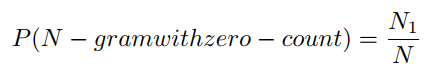 P(N − gramwithzero − count) = N₁/N